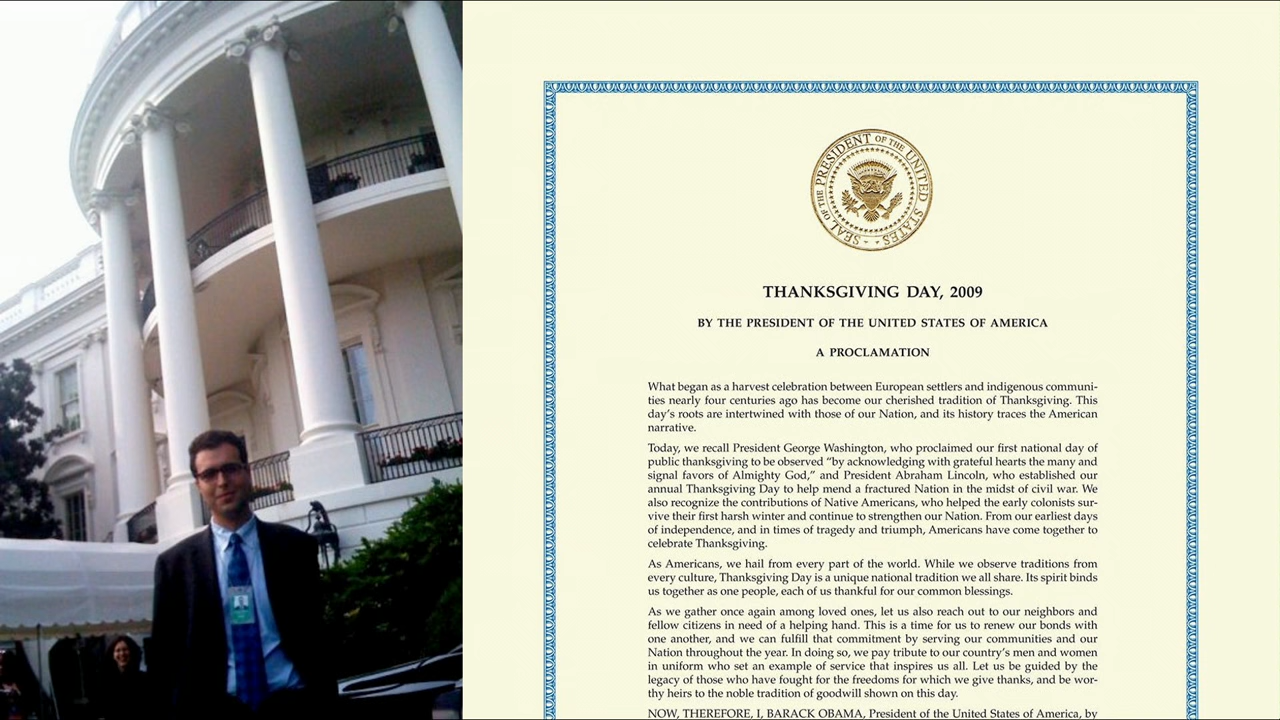 SEAL OF THE PRESIDENT OF THE UNITED STATES
THANKSGIVING DAY, 2009
BY THE PRESIDENT OF THE UNITED STATES OF AMERICA
A PROCLAMATION
What began as a harvest celebration between European settlers and indigenous communi-
ties nearly four centuries ago has become our cherished tradition of Thanksgiving. This
day’s roots are intertwined with those of our Nation, and its history traces the American
narrative.
Today, we recall President George Washington, who proclaimed our first national day of
public thanksgiving to be observed “by acknowledging with grateful hearts the many and
signal favors of Almighty God,” and President Abraham Lincoln, who established our
annual Thanksgiving Day to help mend a fractured Nation in the midst of civil war. We
also recognize the contributions of Native Americans, who helped the early colonists sur-
vive their first harsh winter and continue to strengthen our Nation. From our earliest days
of independence, and in times of tragedy and triumph, Americans have come together to
celebrate Thanksgiving.
As Americans, we hail from every part of the world. While we observe traditions from
every culture, Thanksgiving Day is a unique national tradition we all share. Its spirit binds
us together as one people, each of us thankful for our common blessings.
As we gather once again among loved ones, let us also reach out to our neighbors and
fellow citizens in need of a helping hand. This is a time for us to renew our bonds with
one another, and we can fulfill that commitment by serving our communities and our
Nation throughout the year. In doing so, we pay tribute to our country’s men and women
in uniform who set an example of service that inspires us all. Let us be guided by the
legacy of those who have fought for the freedoms for which we give thanks, and be wor-
thy heirs to the noble tradition of goodwill shown on this day.
NOW, THEREFORE, I, BARACK OBAMA, President of the United States of America, by